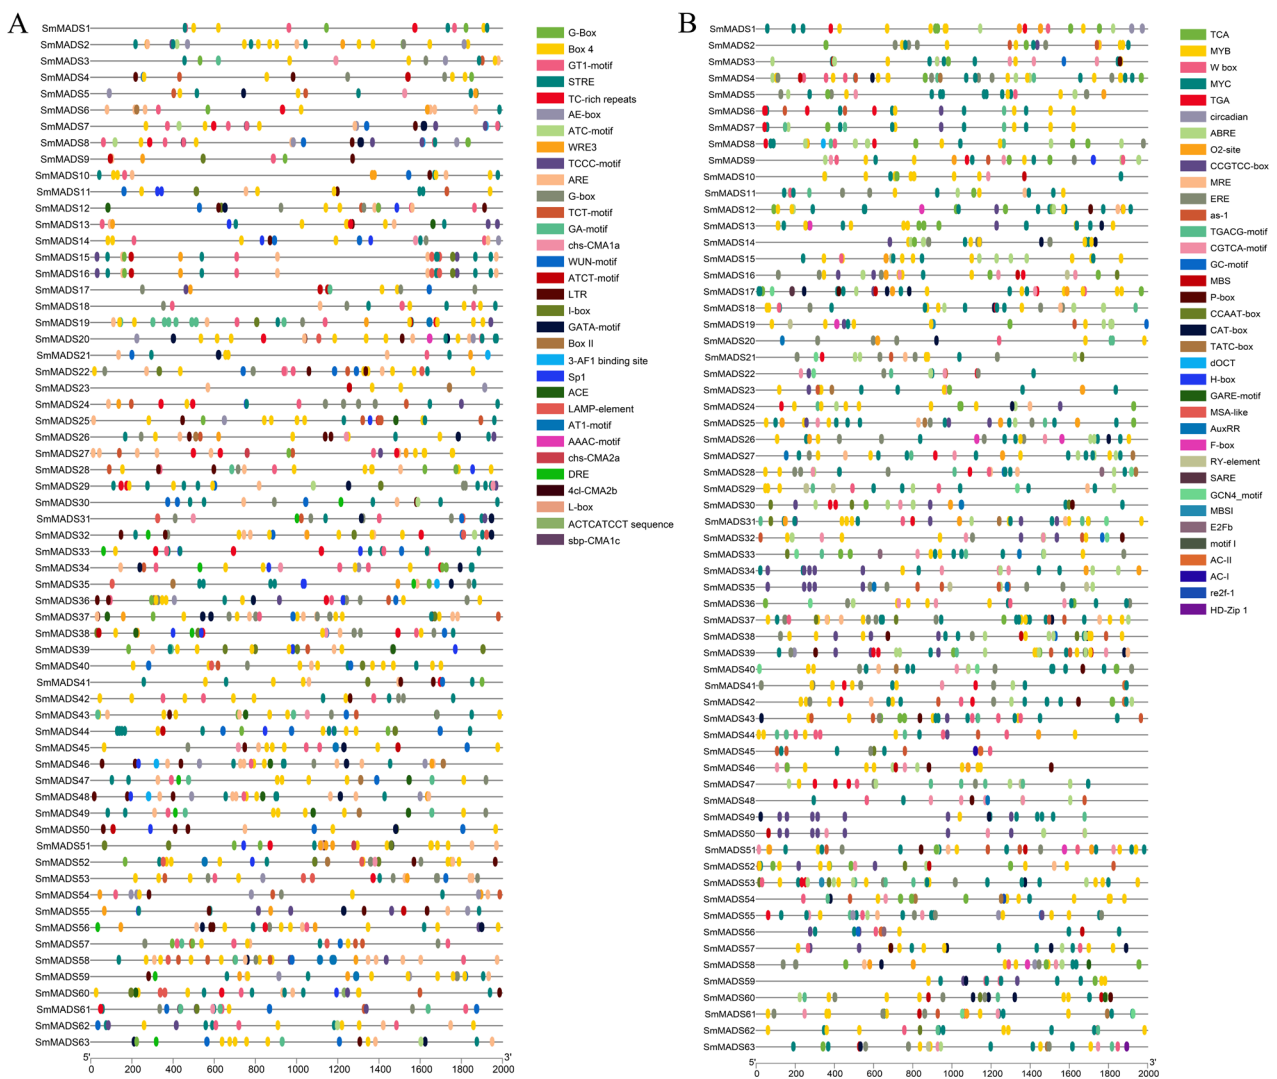 A
SmMADS1
SmMADS2
SmMADS3
SmMADS4
SmMADS5
SmMADS6
SmMADS7
SmMADS8
SmMADS9
SmMADS10
SmMADS11
SmMADS12
SmMADS13
SmMADS14
SmMADS15
SmMADS16
SmMADS17
SmMADS18
SmMADS19
SmMADS20
SmMADS21
SmMADS22
SmMADS23
SmMADS24
SmMADS25
SmMADS26
SmMADS27
SmMADS28
SmMADS29
SmMADS30
SmMADS31
SmMADS32
SmMADS33
SmMADS34
SmMADS35
SmMADS36
SmMADS37
SmMADS38
SmMADS39
SmMADS40
SmMADS41
SmMADS42
SmMADS43
SmMADS44
SmMADS45
SmMADS46
SmMADS47
SmMADS48
SmMADS49
SmMADS50
SmMADS51
SmMADS52
SmMADS53
SmMADS54
SmMADS55
SmMADS56
SmMADS57
SmMADS58
SmMADS59
SmMADS60
SmMADS61
SmMADS62
SmMADS63
5' 3'
0 200 400 600 800 1000 1200 1400 1600 1800 2000
G-Box
Box 4
GT1-motif
STRE
TC-rich repeats
AE-box
ATC-motif
WRE3
TCCC-motif
ARE
G-box
TCT-motif
GA-motif
chs-CMA1a
WUN-motif
ATCT-motif
LTR
I-box
GATA-motif
Box II
3-AF1 binding site
Sp1
ACE
LAMP-element
AT1-motif
AAAC-motif
chs-CMA2a
DRE
4cl-CMA2b
L-box
ACTCATCCT sequence
sbp-CMA1c
B
SmMADS1
SmMADS2
SmMADS3
SmMADS4
SmMADS5
SmMADS6
SmMADS7
SmMADS8
SmMADS9
SmMADS10
SmMADS11
SmMADS12
SmMADS13
SmMADS14
SmMADS15
SmMADS16
SmMADS17
SmMADS18
SmMADS19
SmMADS20
SmMADS21
SmMADS22
SmMADS23
SmMADS24
SmMADS25
SmMADS26
SmMADS27
SmMADS28
SmMADS29
SmMADS30
SmMADS31
SmMADS32
SmMADS33
SmMADS34
SmMADS35
SmMADS36
SmMADS37
SmMADS38
SmMADS39
SmMADS40
SmMADS41
SmMADS42
SmMADS43
SmMADS44
SmMADS45
SmMADS46
SmMADS47
SmMADS48
SmMADS49
SmMADS50
SmMADS51
SmMADS52
SmMADS53
SmMADS54
SmMADS55
SmMADS56
SmMADS57
SmMADS58
SmMADS59
SmMADS60
SmMADS61
SmMADS62
SmMADS63
5' 3'
0 200 400 600 800 1000 1200 1400 1600 1800 2000
TCA
MYB
W box
MYC
TGA
circadian
ABRE
O2-site
CCGTCC-box
MRE
ERE
as-1
TGACG-motif
CGTCA-motif
GC-motif
MBS
P-box
CCAAT-box
CAT-box
TATC-box
dOCT
H-box
GARE-motif
MSA-like
AuxRR
F-box
RY-element
SARE
GCN4_motif
MBSI
E2Fb
motif I
AC-II
AC-I
re2f-1
HD-Zip 1